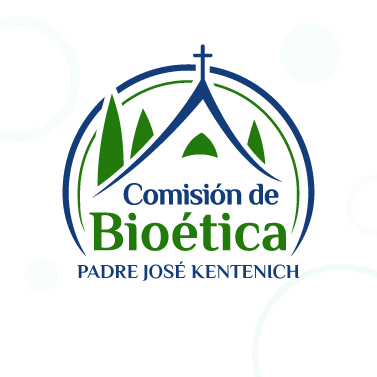 Comisión de
Bioética
PADRE JOSÉ KENTENICH